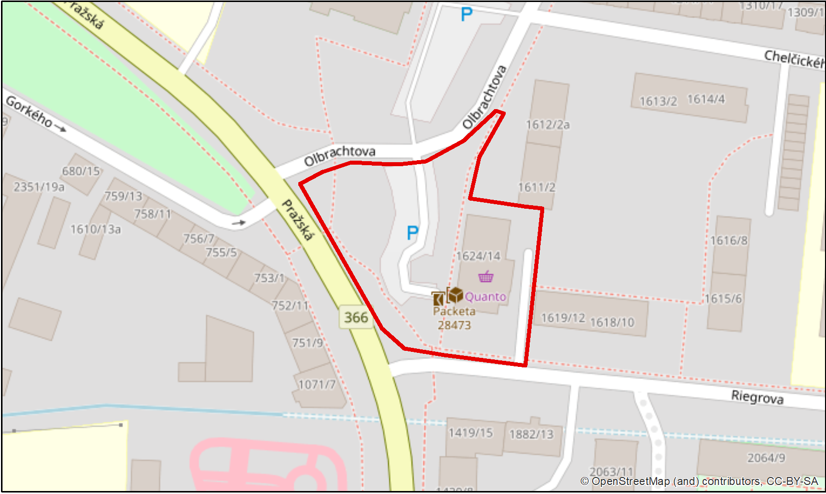 Pražská
P
1310/17
1309/1
Chelčickéh
Olbrachtova
1613/2
1614/4
Gorkého
1612/2a
Olbrachtova
680/15
2351/19a
759/13
1611/2
758/11
Pražská
1610/13a
756/7
P
1616/8
755/5
1624/14
753/1
Quanto
1615/6
752/11
Packeta
28473
366
1619/12
1618/10
751/9
1071/7
Riegrova
1419/15
1882/13
2064/9
2063/11
© OpenStreetMap (and) contributors, CC-BY-SA